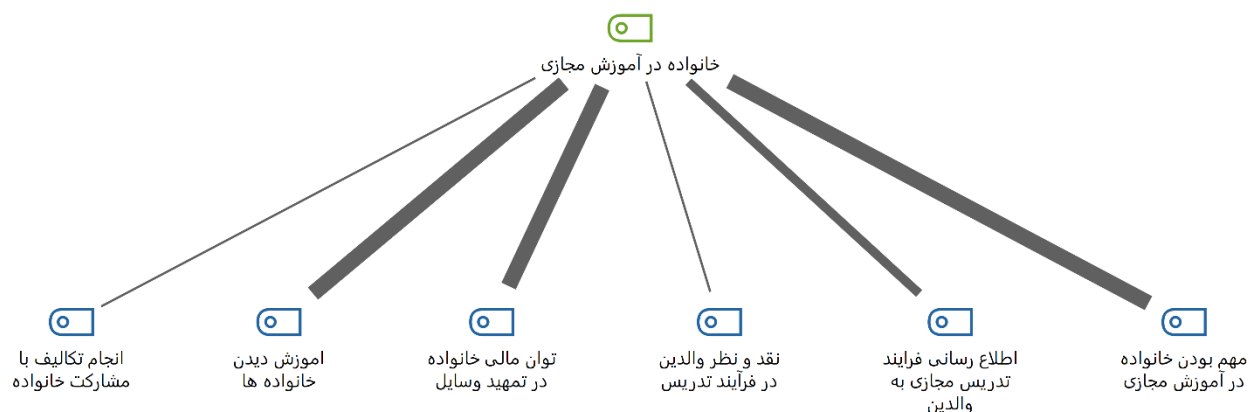 خانواده در آموزش مجازی
مهم بودن خانواده
در آموزش مجازی
اطلاع رسانی فرایند
تدریس مجازی به
والدین
نقد و نظر والدین
در فرآیند تدریس
توان مالی خانواده
در تمهید وسایل
اموزش دیدن
خانواده ها
انجام تکالیف با
مشارکت خانواده